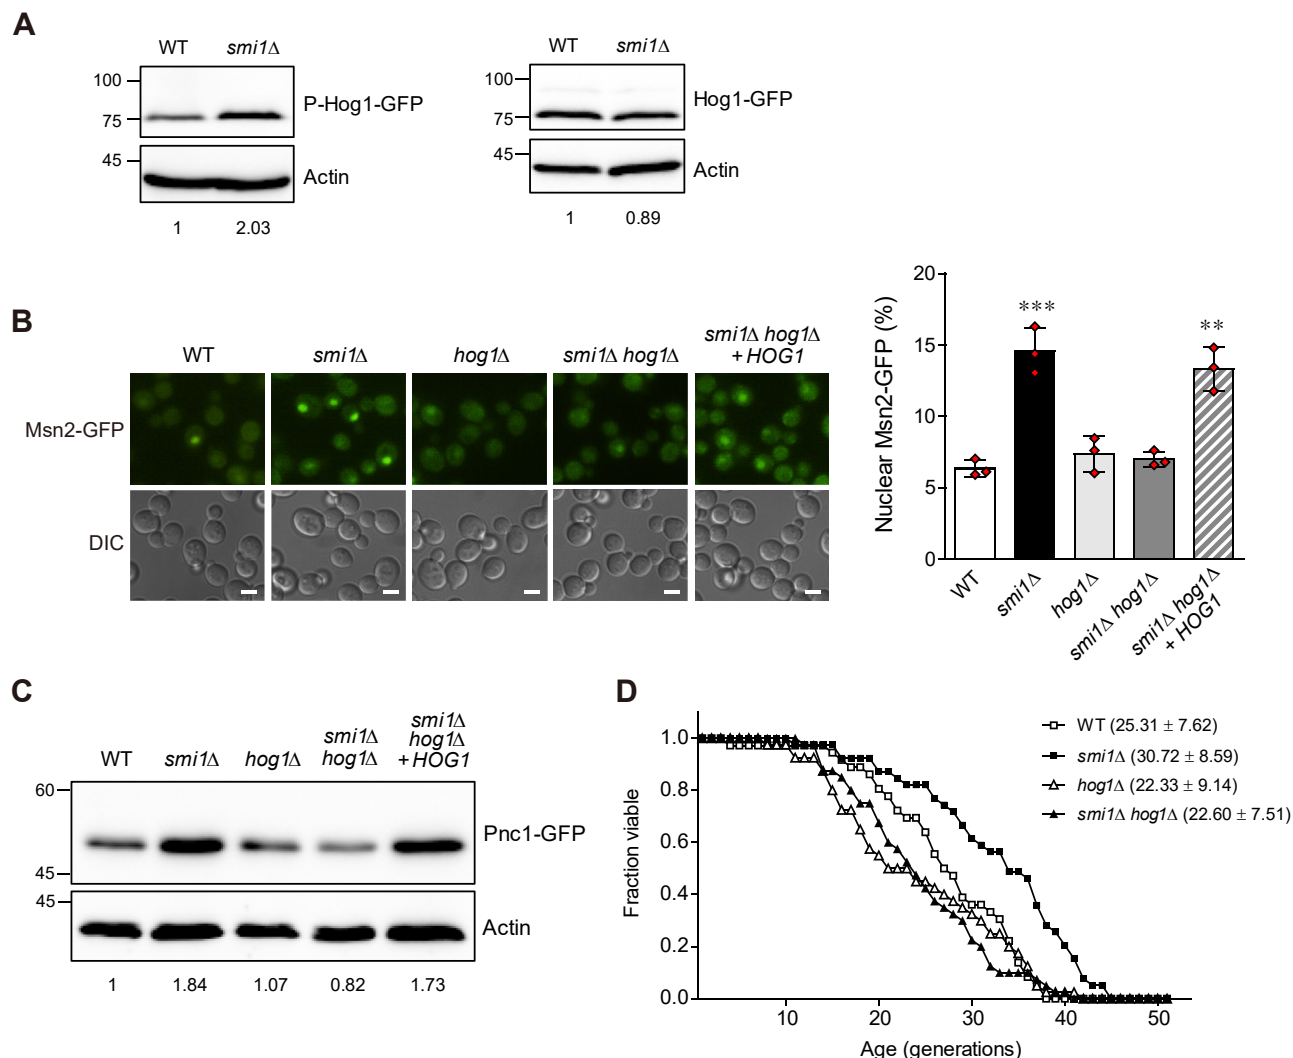 A
WT smi1Δ
100
75
P-Hog1-GFP
45
Actin
1 2.03
WT smi1Δ
100
75
Hog1-GFP
45
Actin
1 0.89
B
WT smi1Δ hog1Δ smi1Δ hog1Δ smi1Δ hog1Δ
+ HOG1
Msn2-GFP
DIC
Nuclear Msn2-GFP (%)
20
15
10
5
0
***
**
WT
smi1Δ
hog1Δ
smi1Δ hog1Δ
smi1Δ hog1Δ
+ HOG1
C
WT smi1Δ hog1Δ smi1Δ
hog1Δ
smi1Δ
hog1Δ
+HOG1
60
45
Pnc1-GFP
45
Actin
1 1.84 1.07 0.82 1.73
D
Fraction viable
1.0
0.8
0.6
0.4
0.2
0.0
10 20 30 40 50
Age (generations)
WT (25.31 ± 7.62)
smi1Δ (30.72 ± 8.59)
hog1Δ (22.33 ± 9.14)
smi1Δ hog1Δ (22.60 ± 7.51)